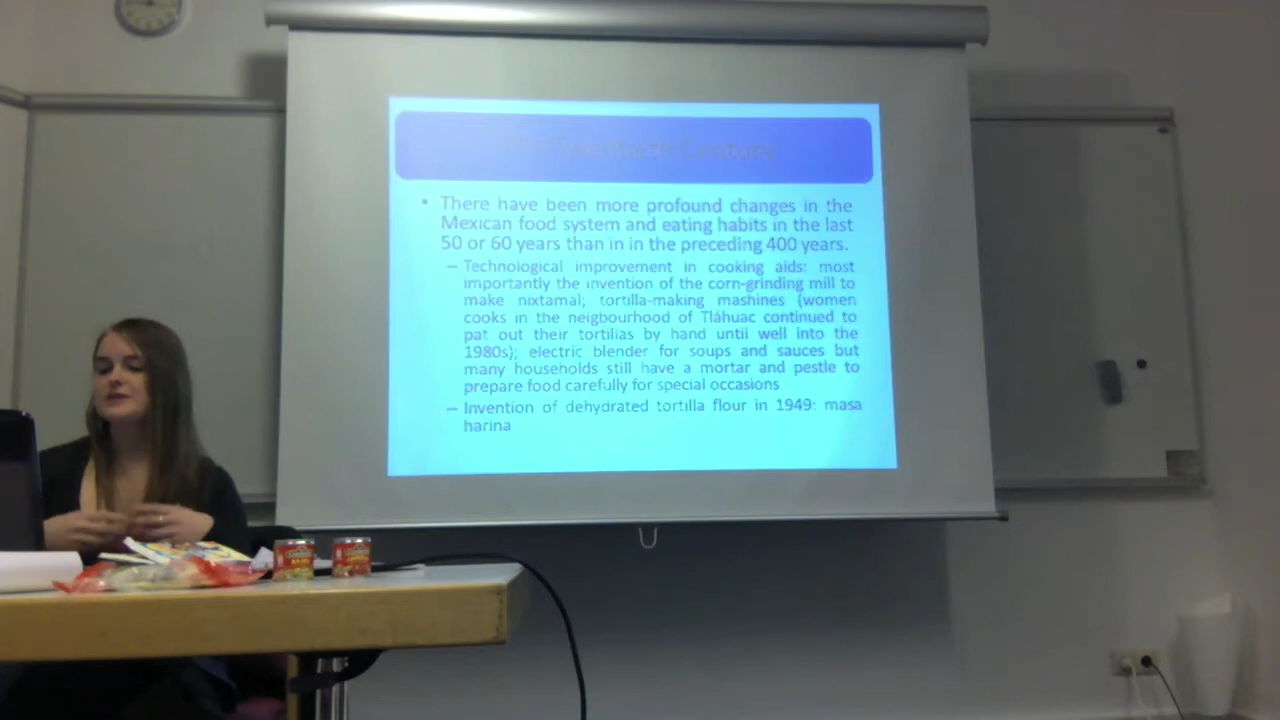 Twentieth Century
• There have been more profound changes in the
Mexican food system and eating habits in the last
50 or 60 years than in in the preceding 400 years.
– Technological improvement in cooking aids: most
importantly the invention of the corn-grinding mill to
make nixtamal; tortilla-making mashines (women
cooks in the neigbourhood of Tláhuac continued to
pat out their tortillas by hand until well into the
1980s); electric blender for soups and sauces but
many households still have a mortar and pestle to
prepare food carefully for special occasions
– Invention of dehydrated tortilla flour in 1949: masa
harina